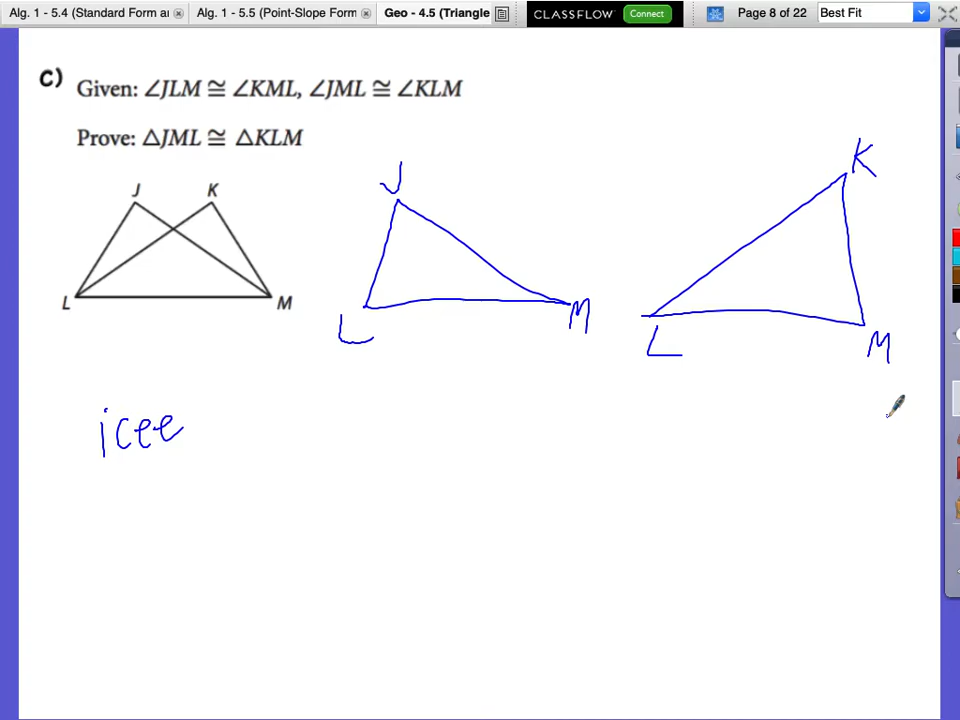 Alg. 1 - 5.4 (Standard Form ar
Alg. 1 - 5.5 (Point-Slope Form
Geo - 4.5 (Triangle
CLASSFLOW
Connect
Page 8 of 22
Best Fit
c)
Given: ∠JLM ≅ ∠KML, ∠JML ≅ ∠KLM
Prove: △JML ≅ △KLM
J K
L M
J
L M
K
L M
icee